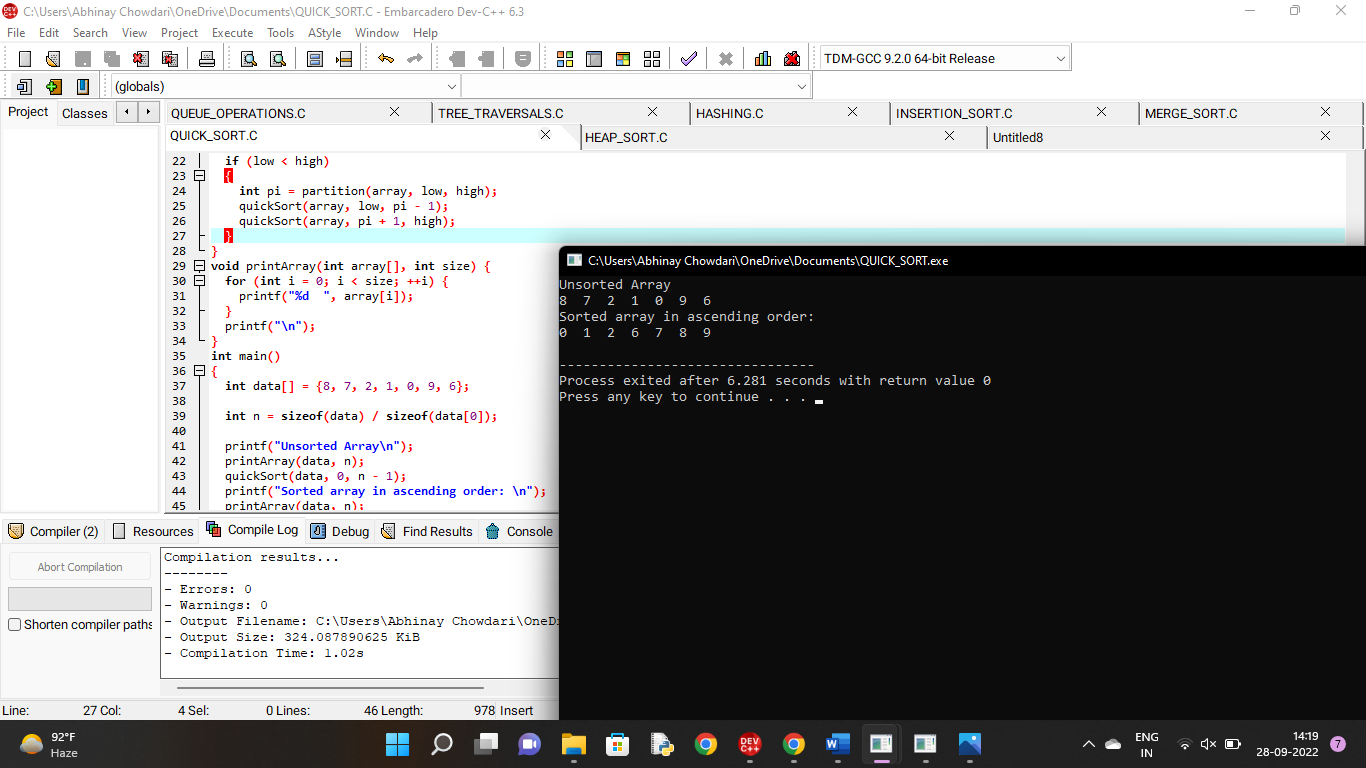 C:\Users\Abhinay Chowdari\OneDrive\Documents\QUICK_SORT.C - Embarcadero Dev-C++ 6.3
File Edit Search View Project Execute Tools AStyle Window Help
TDM-GCC 9.2.0 64-bit Release
(globals)
Project Classes
QUEUE_OPERATIONS.C TREE_TRAVERSALS.C HASHING.C INSERTION_SORT.C MERGE_SORT.C
QUICK_SORT.C HEAP_SORT.C Untitled8
22 if (low < high)
23 {
24 int pi = partition(array, low, high);
25 quickSort(array, low, pi - 1);
26 quickSort(array, pi + 1, high);
27 }
28 }
29 void printArray(int array[], int size) {
30 for (int i = 0; i < size; ++i) {
31 printf("%d  ", array[i]);
32 }
33 printf("\n");
34 }
35 int main()
36 {
37 int data[] = {8, 7, 2, 1, 0, 9, 6};
38
39 int n = sizeof(data) / sizeof(data[0]);
40
41 printf("Unsorted Array\n");
42 printArray(data, n);
43 quickSort(data, 0, n - 1);
44 printf("Sorted array in ascending order: \n");
45 printArray(data, n);
C:\Users\Abhinay Chowdari\OneDrive\Documents\QUICK_SORT.exe
Unsorted Array
8  7  2  1  0  9  6
Sorted array in ascending order:
0  1  2  6  7  8  9
--------------------------------
Process exited after 6.281 seconds with return value 0
Press any key to continue . . .
Compiler (2) Resources Compile Log Debug Find Results Console
Abort Compilation
Shorten compiler paths
Compilation results...
--------
- Errors: 0
- Warnings: 0
- Output Filename: C:\Users\Abhinay Chowdari\OneD
- Output Size: 324.087890625 KiB
- Compilation Time: 1.02s
Line: 27 Col: 4 Sel: 0 Lines: 46 Length: 978 Insert
92°F
Haze
DEV C++
ENG
IN
14:19
28-09-2022
7